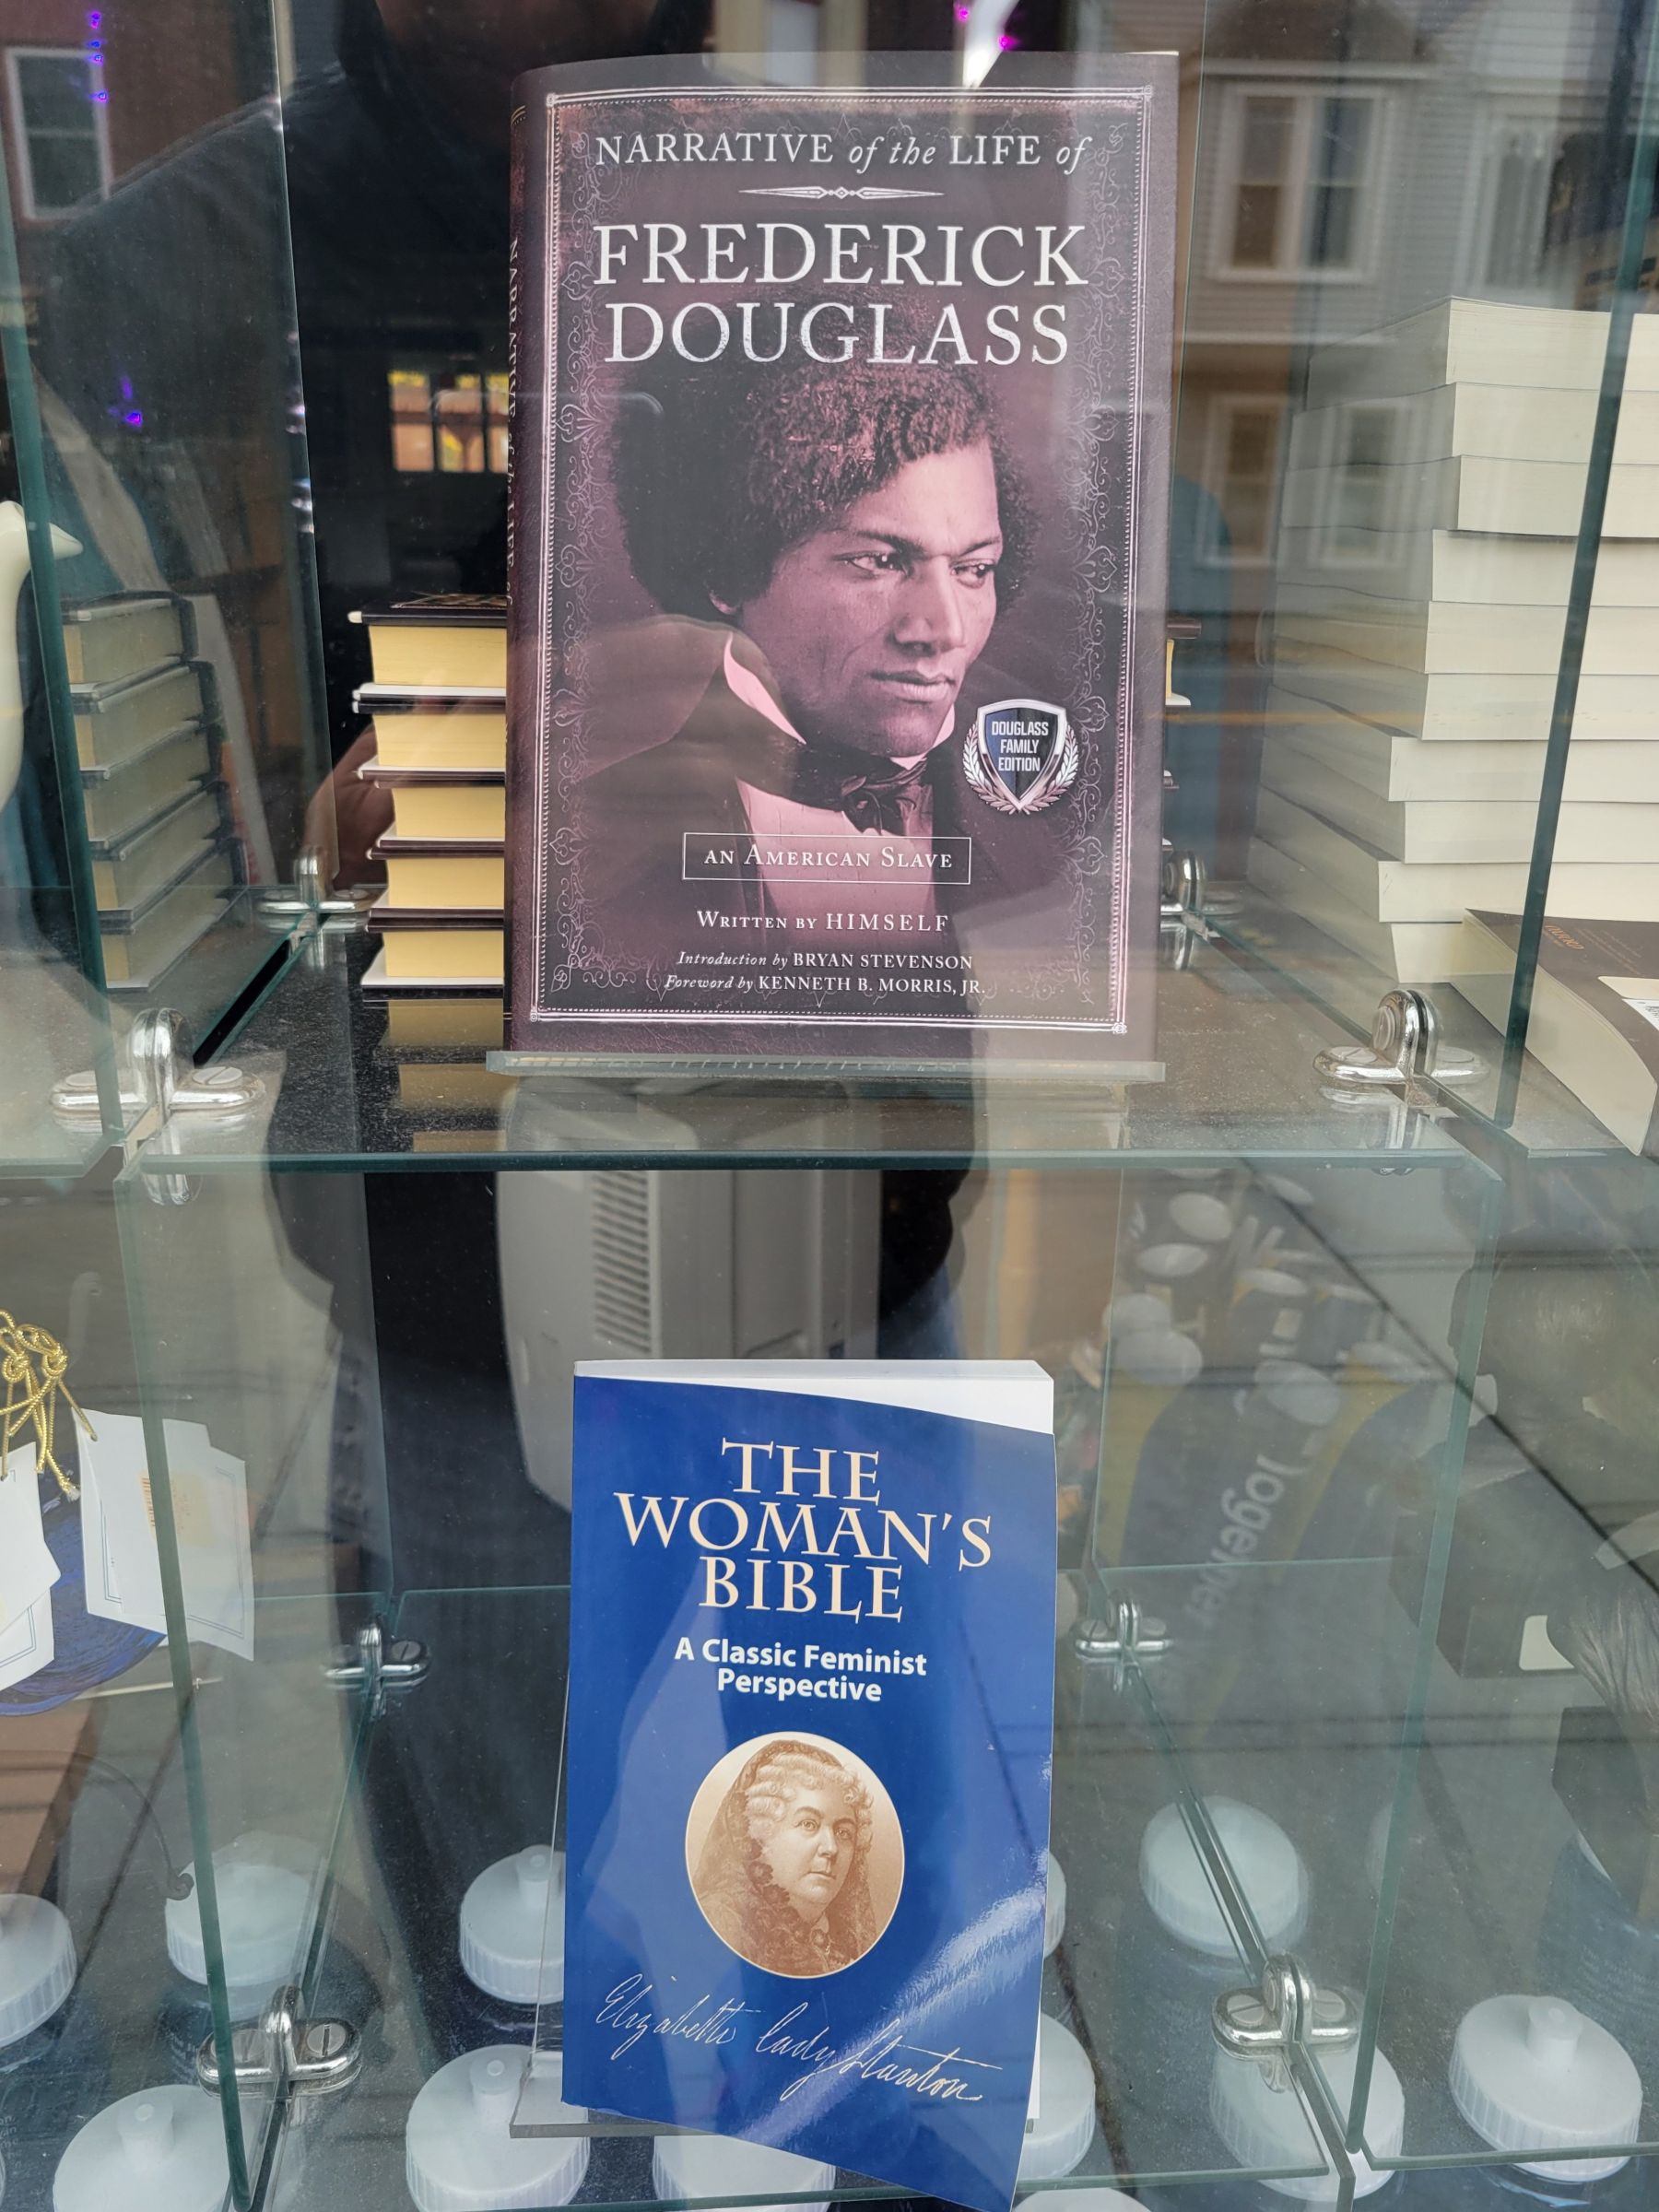 NARRATIVE of the LIFE of
FREDERICK
DOUGLASS
DOUGLASS
FAMILY
EDITION
AN AMERICAN SLAVE
WRITTEN BY HIMSELF
Introduction by BRYAN STEVENSON
Foreword by KENNETH B. MORRIS, JR.
THE
WOMAN'S
BIBLE
A Classic Feminist
Perspective
Elizabeth Cady Stanton